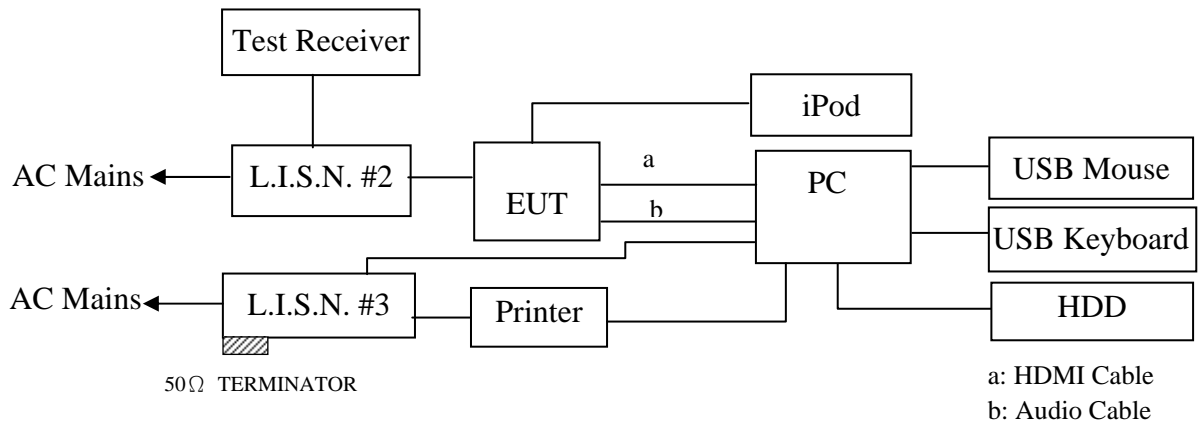 Test Receiver
iPod
AC Mains
L.I.S.N. #2
EUT
a
b
PC
USB Mouse
USB Keyboard
AC Mains
L.I.S.N. #3
Printer
HDD
50Ω TERMINATOR
a: HDMI Cable
b: Audio Cable